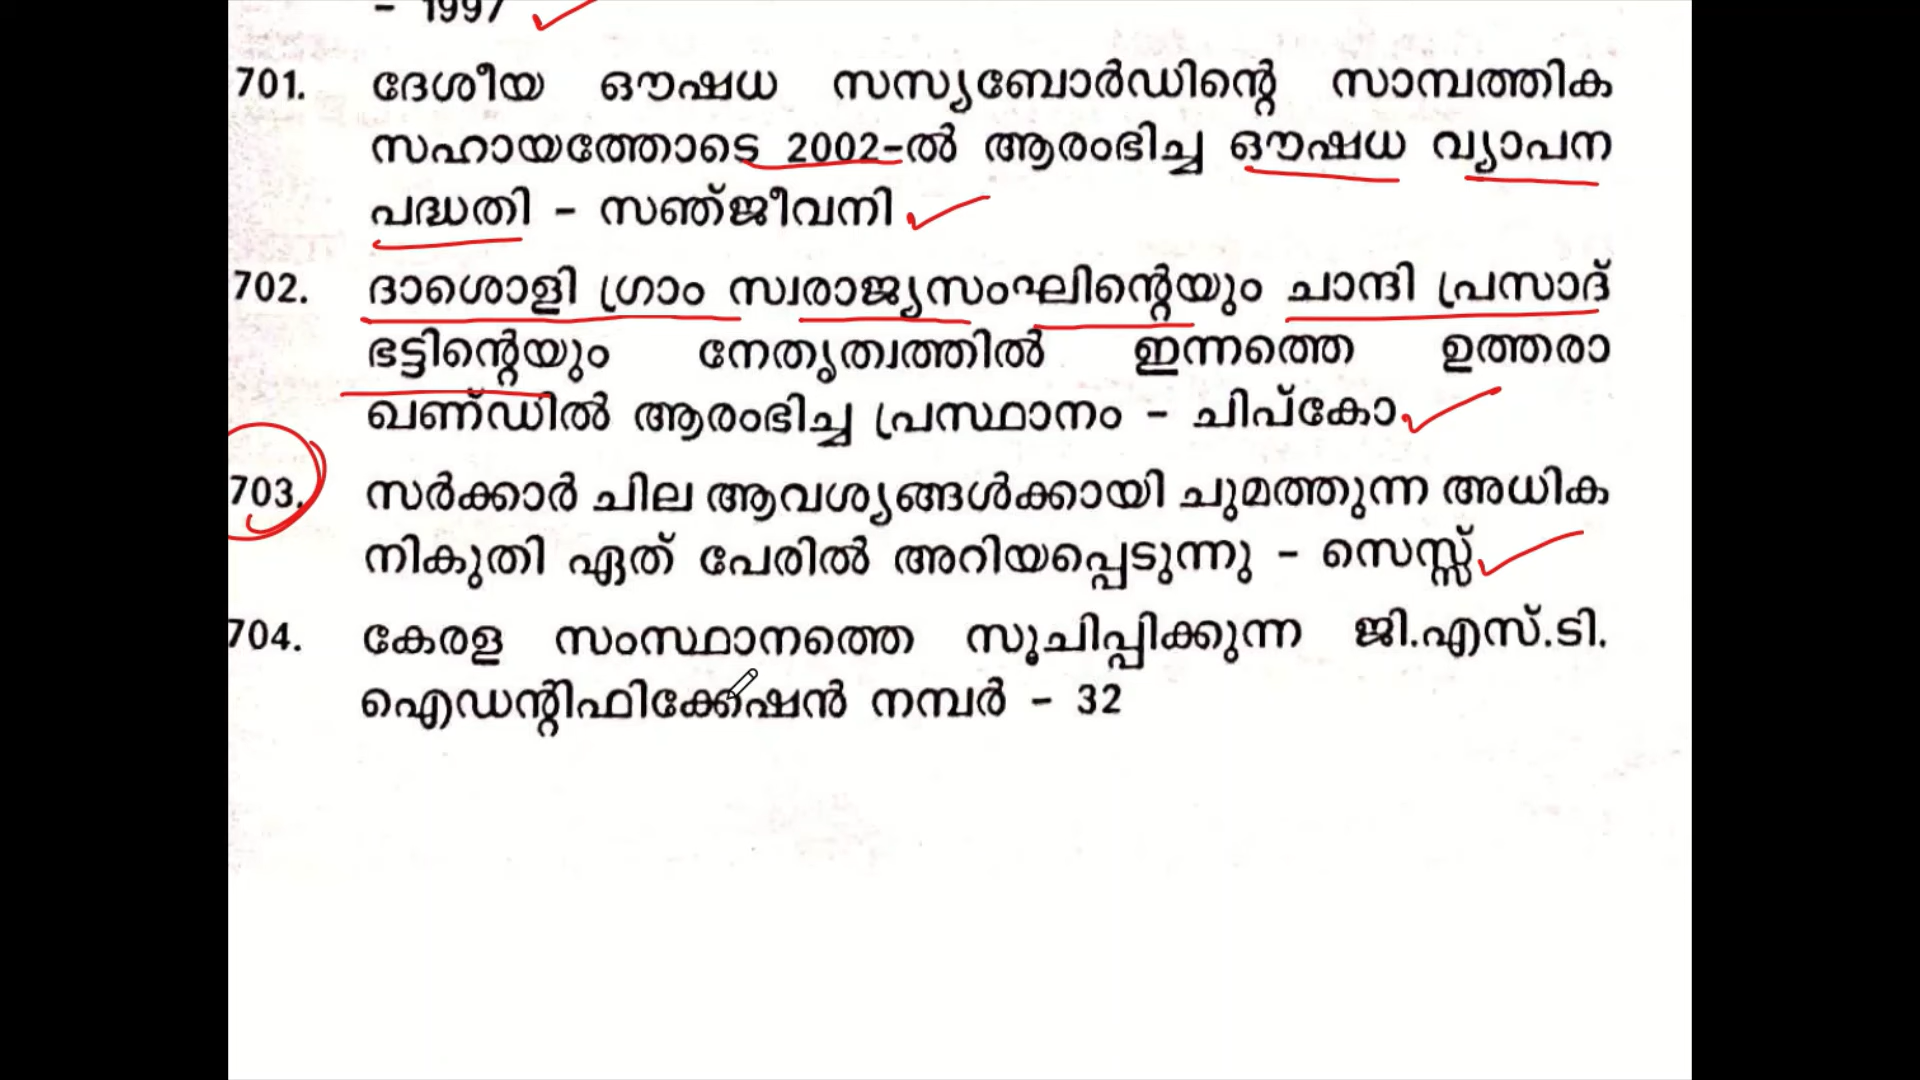 - 1997
701. ദേശീയ ഔഷധ സസ്യബോർഡിന്റെ സാമ്പത്തിക
സഹായത്തോടെ 2002-ൽ ആരംഭിച്ച ഔഷധ വ്യാപന
പദ്ധതി - സഞ്ജീവനി
702. ദാശൊളി ഗ്രാം സ്വരാജ്യസംഘിന്റെയും ചാന്ദി പ്രസാദ്
ഭട്ടിന്റെയും നേതൃത്വത്തിൽ ഇന്നത്തെ ഉത്തരാ
ഖണ്ഡിൽ ആരംഭിച്ച പ്രസ്ഥാനം - ചിപ്കോ
703. സർക്കാർ ചില ആവശ്യങ്ങൾക്കായി ചുമത്തുന്ന അധിക
നികുതി ഏത് പേരിൽ അറിയപ്പെടുന്നു - സെസ്സ്
704. കേരള സംസ്ഥാനത്തെ സൂചിപ്പിക്കുന്ന ജി.എസ്.ടി.
ഐഡന്റിഫിക്കേഷൻ നമ്പർ - 32